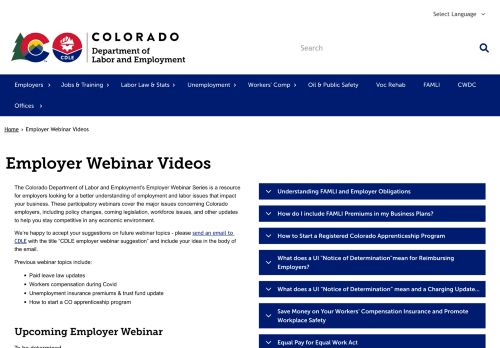 Select Language
COLORADO
Department of
Labor and Employment
CDLE
Search
Employers
Jobs & Training
Labor Law & Stats
Unemployment
Workers' Comp
Oil & Public Safety
Voc Rehab
FAMLI
CWDC
Offices
Home › Employer Webinar Videos
Employer Webinar Videos
The Colorado Department of Labor and Employment's Employer Webinar Series is a resource
for employers looking for a better understanding of employment and labor issues that impact
your business. These participatory webinars cover the major issues concerning Colorado
employers, including policy changes, coming legislation, workforce issues, and other updates
to help you stay competitive in any economic environment.
We're happy to accept your suggestions on future webinar topics - please send an email to
CDLE with the title "CDLE employer webinar suggestion" and include your idea in the body of
the email.
Previous webinar topics include:
Paid leave law updates
Workers compensation during Covid
Unemployment insurance premiums & trust fund update
How to start a CO apprenticeship program
Upcoming Employer Webinar
To be determined
Understanding FAMLI and Employer Obligations
How do I include FAMLI Premiums in my Business Plans?
How to Start a Registered Colorado Apprenticeship Program
What does a UI "Notice of Determination" mean for Reimbursing
Employers?
What does a UI "Notice of Determination" mean and a Charging Update...
Save Money on Your Workers' Compensation Insurance and Promote
Workplace Safety
Equal Pay for Equal Work Act